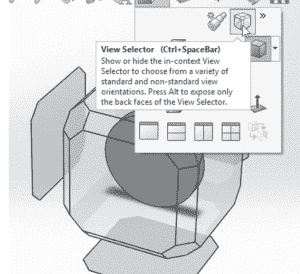 View Selector (Ctrl+SpaceBar)
Show or hide the in-context View
Selector to choose from a variety of
standard and non-standard view
orientations. Press Alt to expose only
the back faces of the View Selector.